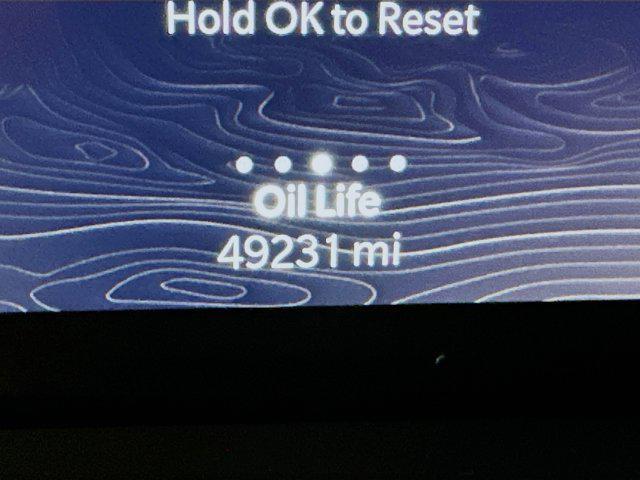 Hold OK to Reset
Oil Life
49231 mi